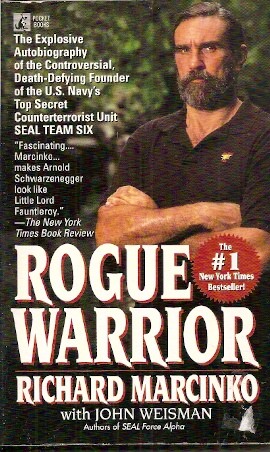 POCKET
BOOKS
The Explosive
Autobiography
of the Controversial,
Death-Defying Founder
of the U.S. Navy's
Top Secret
Counterterrorist Unit
SEAL TEAM SIX
"Fascinating....
Marcinko...
makes Arnold
Schwarzenegger
look like
Little Lord
Fauntleroy."
—The New York
Times Book Review
The
#1
New York Times
Bestseller!
ROGUE
WARRIOR
RICHARD MARCINKO
with JOHN WEISMAN
Authors of SEAL Force Alpha